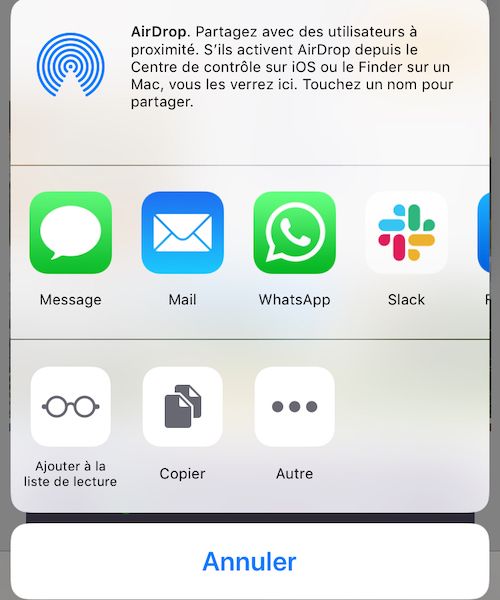 AirDrop. Partagez avec des utilisateurs à
proximité. S’ils activent AirDrop depuis le
Centre de contrôle sur iOS ou le Finder sur un
Mac, vous les verrez ici. Touchez un nom pour
partager.
Message
Mail
WhatsApp
Slack
Ajouter à la
liste de lecture
Copier
Autre
Annuler